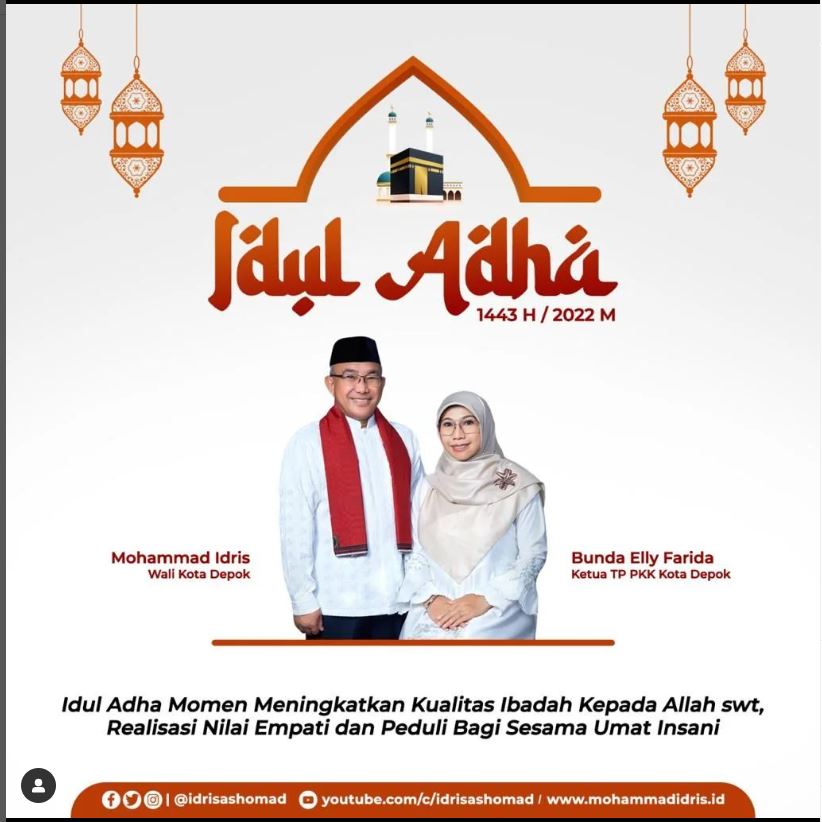 Idul Adha
1443 H / 2022 M
Mohammad Idris
Wali Kota Depok
Bunda Elly Farida
Ketua TP PKK Kota Depok
Idul Adha Momen Meningkatkan Kualitas Ibadah Kepada Allah swt,
Realisasi Nilai Empati dan Peduli Bagi Sesama Umat Insani
| @idrisashomad youtube.com/c/idrisashomad / www.mohammadidris.id